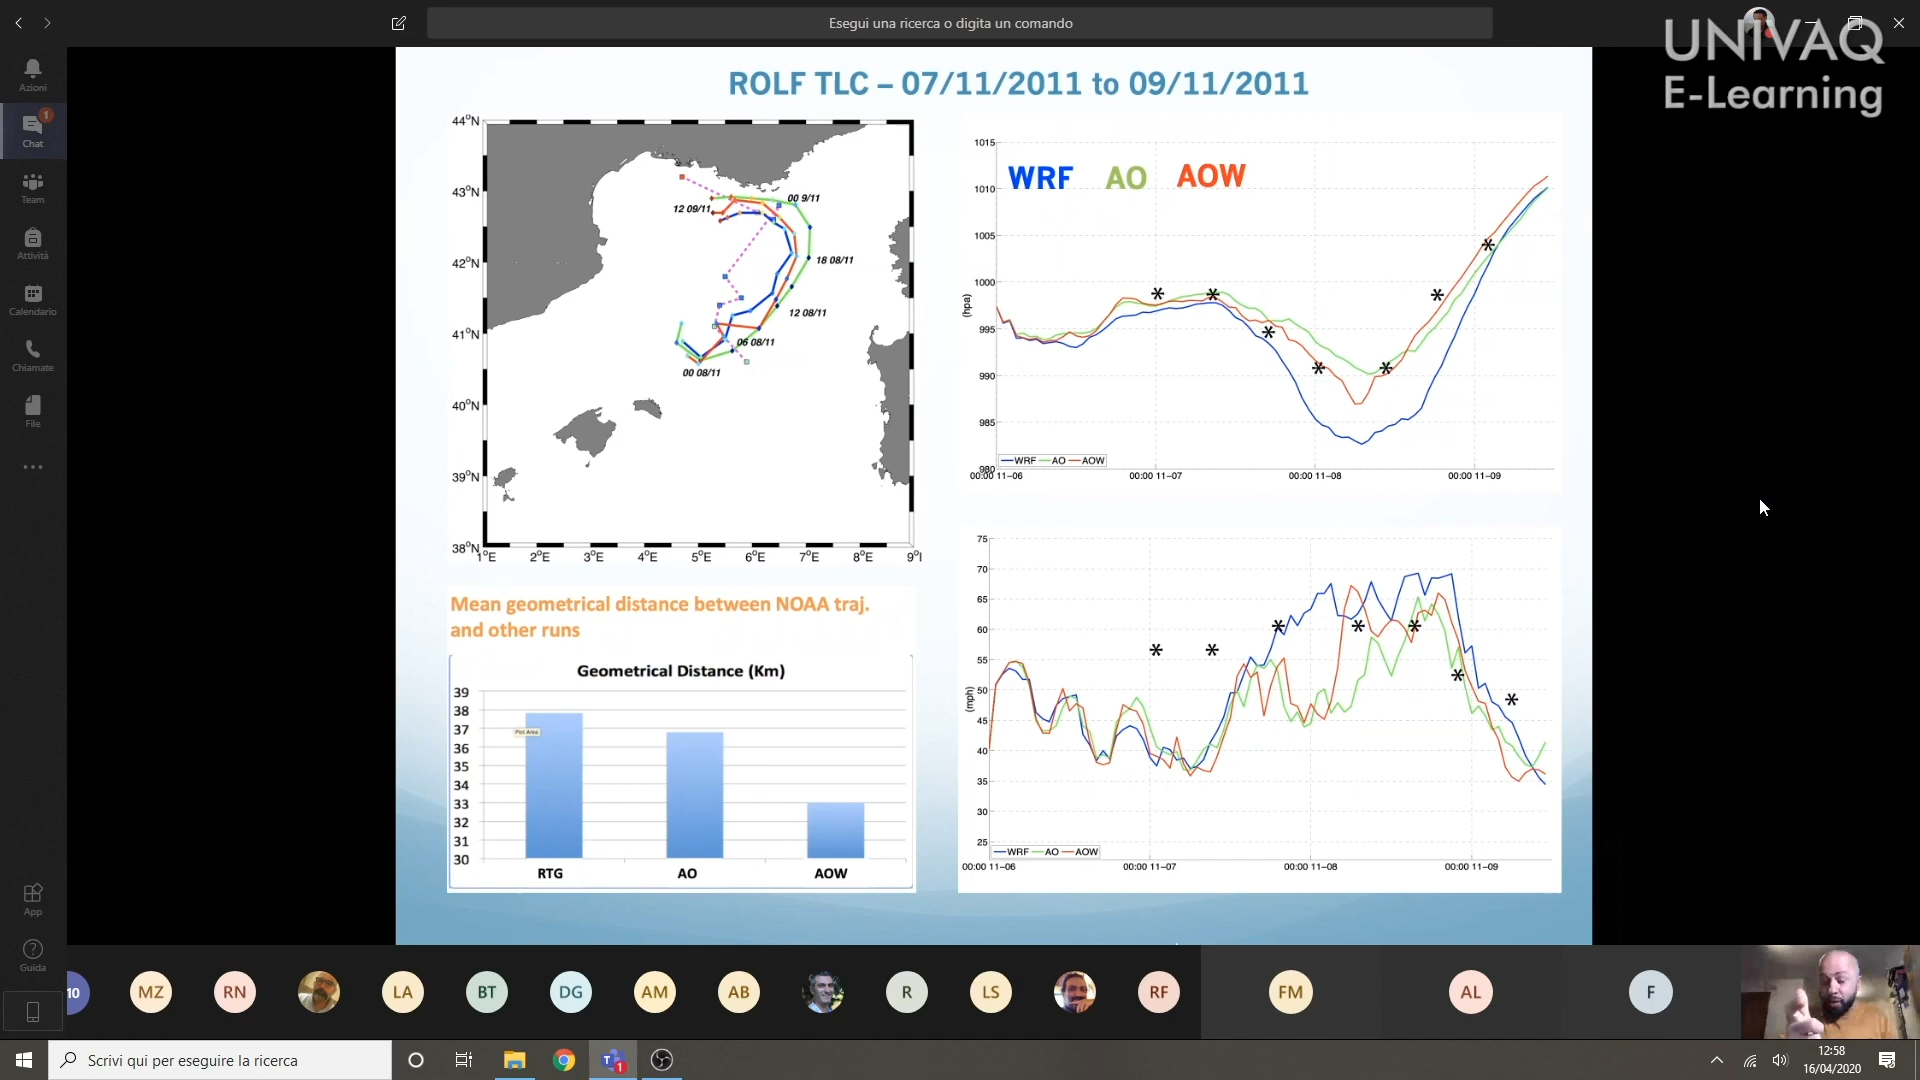 Esegui una ricerca o digita un comando
UNIVAQ
E-Learning
Azioni
1
Chat
Team
Attività
Calendario
Chiamate
File
App
Guida
ROLF TLC – 07/11/2011 to 09/11/2011
44°N
43°N
42°N
41°N
40°N
39°N
38°N
1°E 2°E 3°E 4°E 5°E 6°E 7°E 8°E 9°
12 09/11
00 9/11
18 08/11
12 08/11
06 08/11
00 08/11
WRF AO AOW
1015
1010
1005
1000
995
990
985
980
(hpa)
WRF AO AOW
00:00 11–06 00:00 11–07 00:00 11–08 00:00 11–09
Mean geometrical distance between NOAA traj.
and other runs
Geometrical Distance (Km)
39
38
37
36
35
34
33
32
31
30
Plot Area
RTG AO AOW
75
70
65
60
55
50
45
40
35
30
25
(mph)
WRF AO AOW
00:00 11–06 00:00 11–07 00:00 11–08 00:00 11–09
10 MZ RN LA BT DG AM AB R LS RF FM AL F
Scrivi qui per eseguire la ricerca
1
12:58
16/04/2020